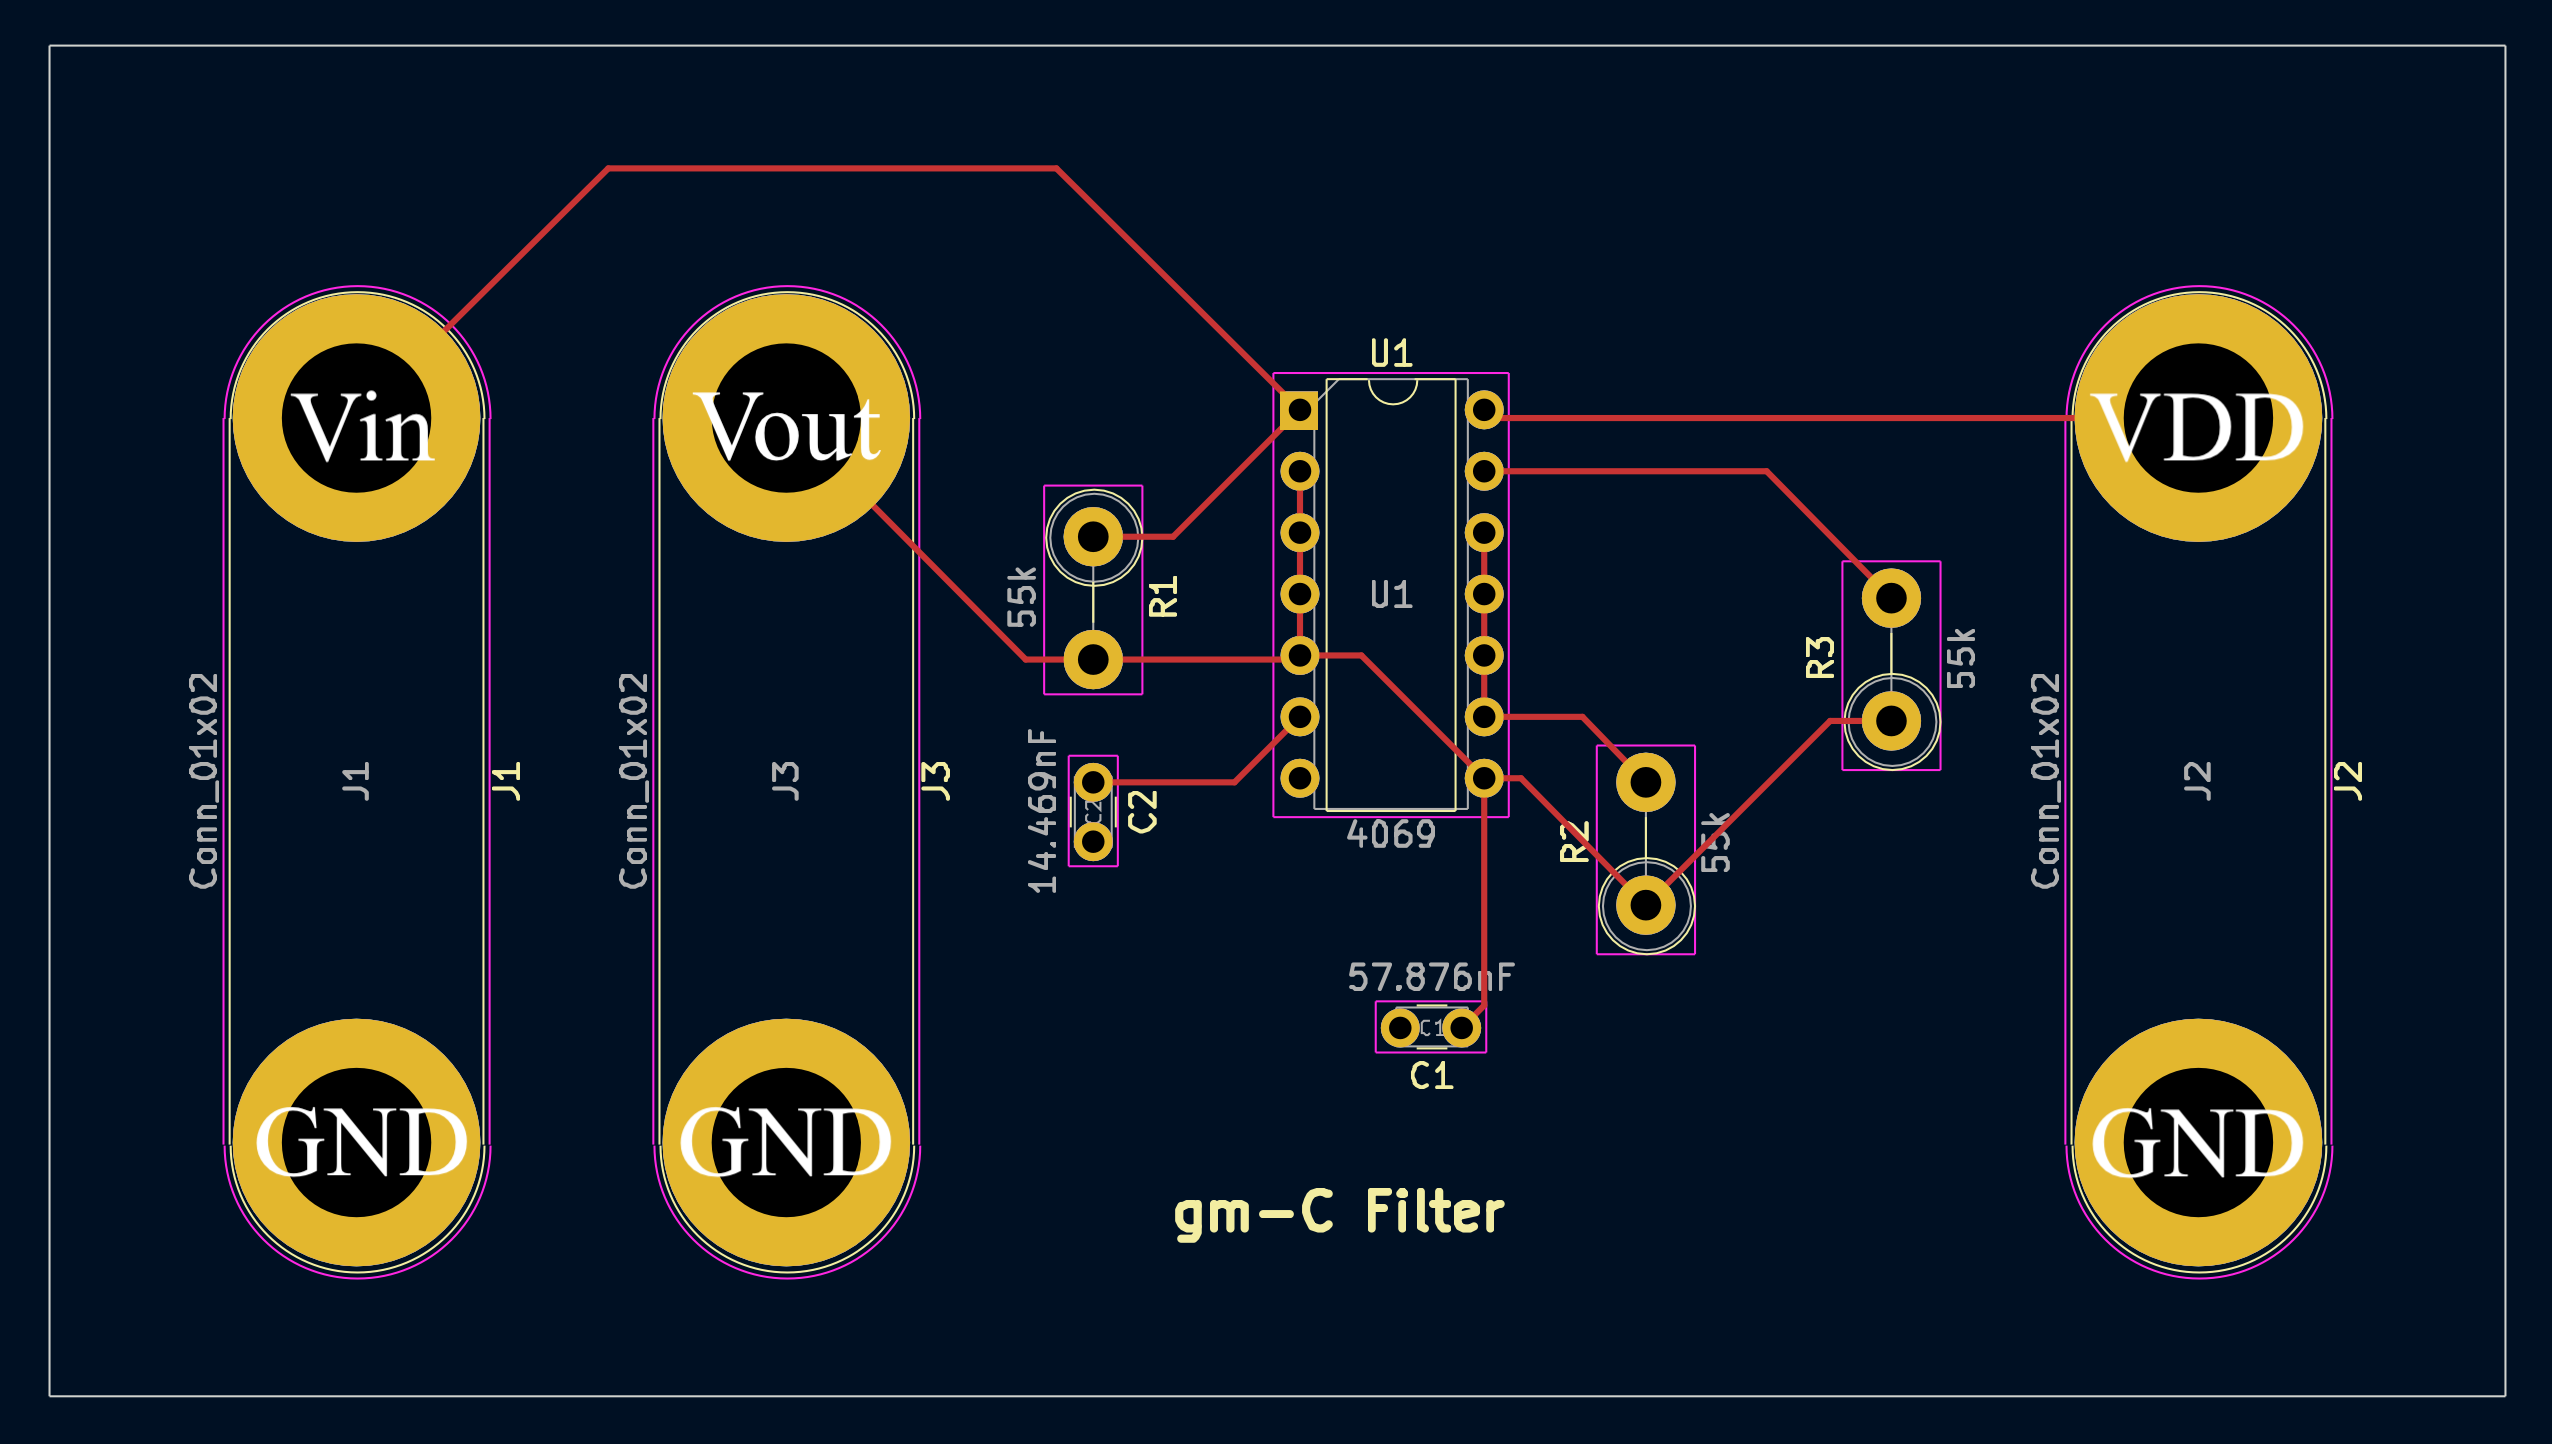 U1
Vin
Vout
VDD
55k
R1
U1
R3
55k
Conn_01x02
J1
J1
Conn_01x02
J3
J3
14.469nF
C2
C2
4069
R2
55k
Conn_01x02
J2
J2
57.876nF
C1
C1
GND
GND
GND
gm-C Filter